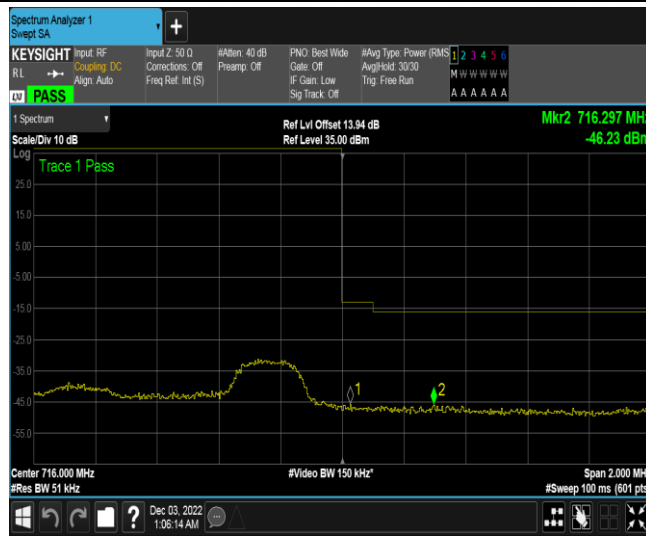 Spectrum Analyzer 1
Swept SA
+
KEYSIGHT
RL
LXI PASS
Input: RF
Coupling: DC
Align: Auto
Input Z: 50 Ω
Corrections: Off
Freq Ref: Int (S)
#Atten: 40 dB
Preamp: Off
PNO: Best Wide
Gate: Off
IF Gain: Low
Sig Track: Off
#Avg Type: Power (RMS
Avg|Hold: 30/30
Trig: Free Run
1 2 3 4 5 6
M W W W W W
A A A A A A
1 Spectrum
Scale/Div 10 dB
Ref Lvl Offset 13.94 dB
Ref Level 35.00 dBm
Mkr2 716.297 MHz
-46.23 dBm
Log
Trace 1 Pass
25.0
15.0
5.00
-5.00
-15.0
-25.0
-35.0
-45.0
-55.0
1
2
Center 716.000 MHz
#Res BW 51 kHz
#Video BW 150 kHz*
Span 2.000 MH
#Sweep 100 ms (601 pts
?
Dec 03, 2022
1:06:14 AM